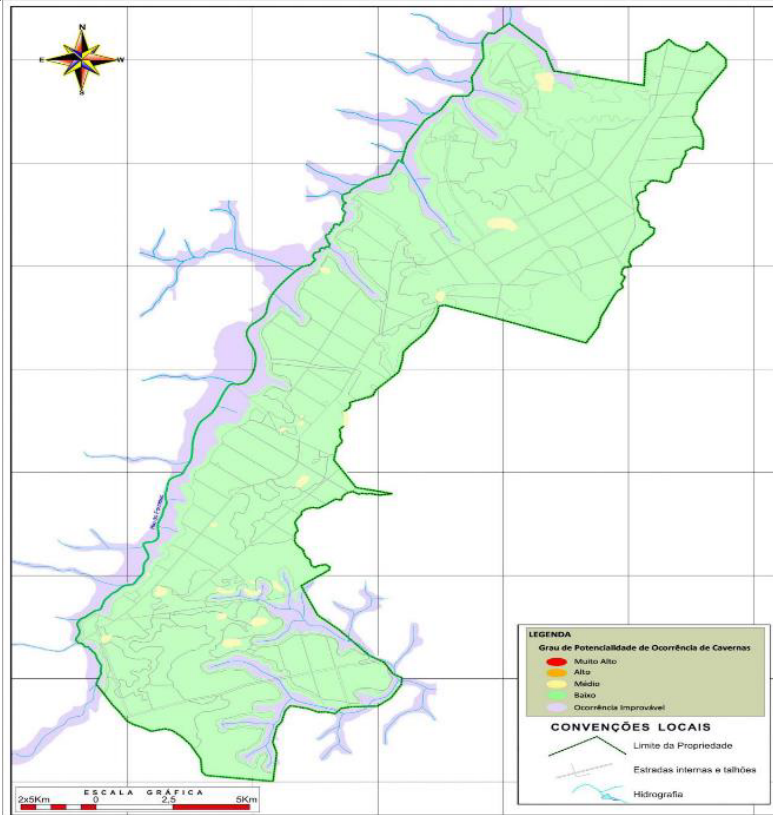 N
E W
S
LEGENDA
Grau de Potencialidade de Ocorrência de Cavernas
Muito Alto
Alto
Médio
Baixo
Ocorrência Improvável
CONVENÇÕES LOCAIS
Limite da Propriedade
Estradas internas e talhões
Hidrografia
ESCALA GRÁFICA
2x5Km 0 2,5 5Km